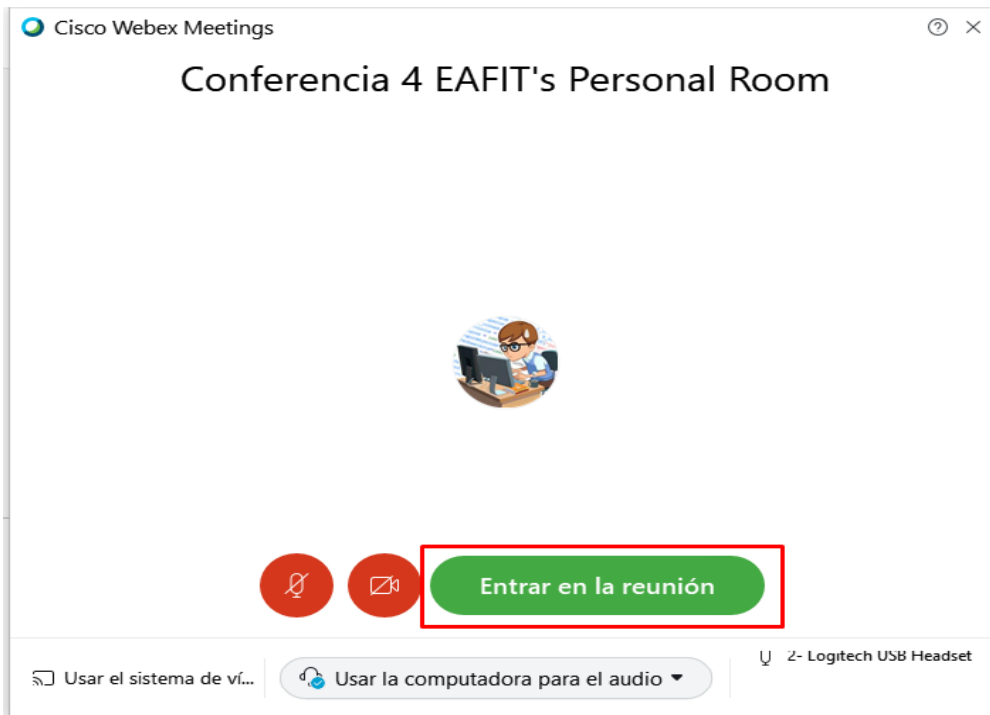 Cisco Webex Meetings
Conferencia 4 EAFIT's Personal Room
Entrar en la reunión
Usar el sistema de ví...
Usar la computadora para el audio
2- Logitech USB Headset